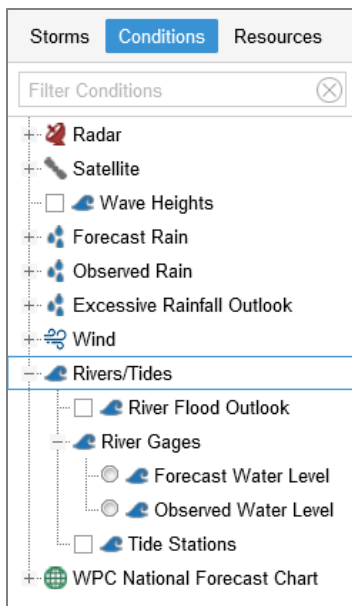 Storms Conditions Resources
Filter Conditions
Radar
Satellite
Wave Heights
Forecast Rain
Observed Rain
Excessive Rainfall Outlook
Wind
Rivers/Tides
River Flood Outlook
River Gages
Forecast Water Level
Observed Water Level
Tide Stations
WPC National Forecast Chart